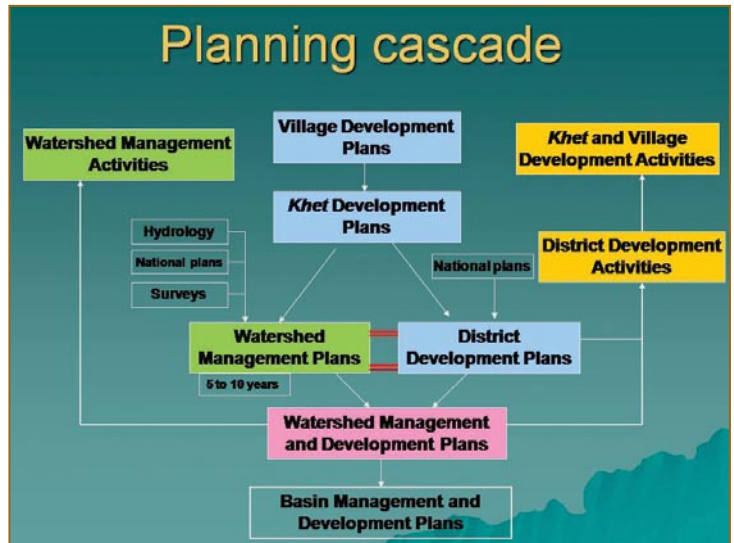 Planning cascade
Village Development
Plans
Watershed Management
Activities
Khet and Village
Development Activities
Khet Development
Plans
Hydrology
National plans
Surveys
National plans
District Development
Activities
Watershed
Management Plans
District
Development Plans
5 to 10 years
Watershed Management
and Development Plans
Basin Management and
Development Plans